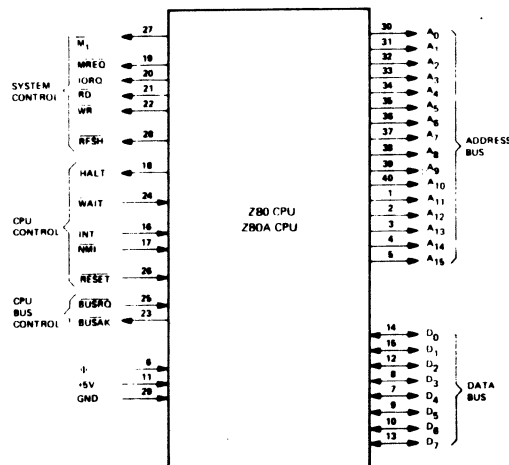 27 M̅1
19 MREQ
20 IORQ
21 RD
22 WR
SYSTEM
CONTROL
28 RFSH
18 HALT
24 WAIT
16 INT
17 NMI
26 RESET
CPU
CONTROL
25 BUSRQ
23 BUSAK
CPU
BUS
CONTROL
6 Φ
11 +5V
29 GND
Z80 CPU
Z80A CPU
30 A0
31 A1
32 A2
33 A3
34 A4
35 A5
36 A6
37 A7
38 A8
39 A9
40 A10
1 A11
2 A12
3 A13
4 A14
5 A15
ADDRESS
BUS
14 D0
15 D1
12 D2
8 D3
7 D4
9 D5
10 D6
13 D7
DATA
BUS